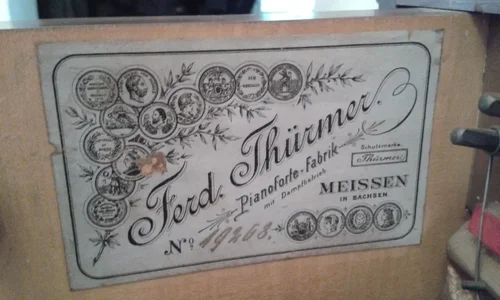 Ferd. Thürmer.
Pianoforte-Fabrik
mit Dampfbetrieb.
Schutzmarke.
Thürmer
MEISSEN
IN SACHSEN.
No. 19268.